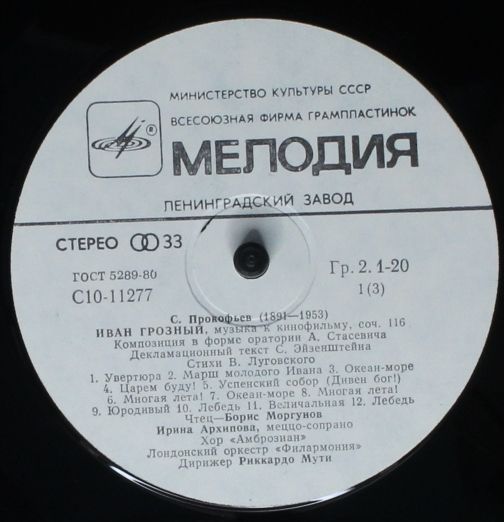 МИНИСТЕРСТВО КУЛЬТУРЫ СССР
ВСЕСОЮЗНАЯ ФИРМА ГРАМПЛАСТИНОК
®
МЕЛОДИЯ
ЛЕНИНГРАДСКИЙ ЗАВОД
СТЕРЕО 33
ГОСТ 5289-80
Гр. 2. 1-20
С10-11277
1(3)
С. Прокофьев (1891—1953)
ИВАН ГРОЗНЫЙ, музыка к кинофильму, соч. 116
Композиция в форме оратории А. Стасевича
Декламационный текст С. Эйзенштейна
Стихи В. Луговского
1. Увертюра 2. Марш молодого Ивана 3. Океан-море
4. Царем буду! 5. Успенский собор (Дивен бог!)
6. Многая лета! 7. Океан-море 8. Многая лета!
9. Юродивый 10. Лебедь 11. Величальная 12. Лебедь
Чтец—Борис Моргунов
Ирина Архипова, меццо-сопрано
Хор «Амброзиан»
Лондонский оркестр «Филармония»
Дирижер Риккардо Мути